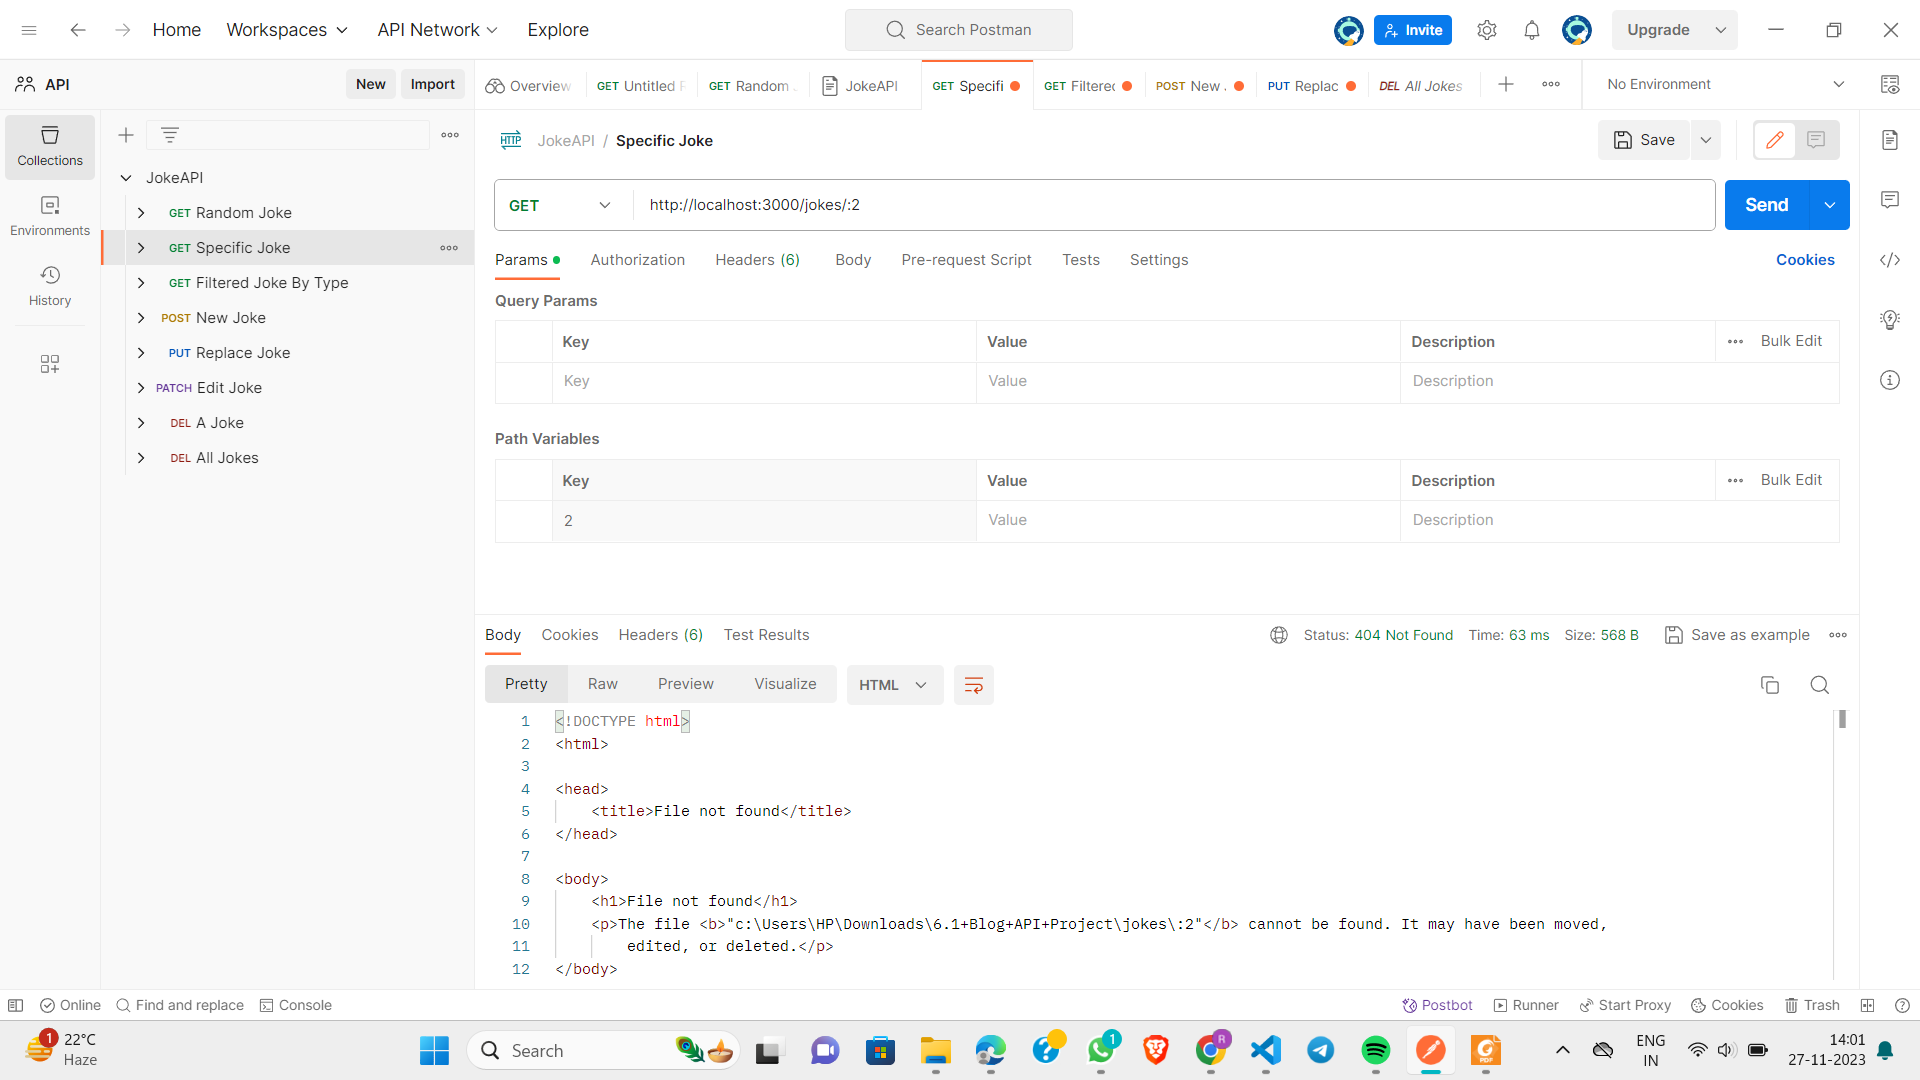 Home Workspaces API Network Explore Search Postman Invite Upgrade
API New Import Overview GET Untitled GET Random JokeAPI GET Specifi GET Filtered POST New PUT Replac DEL All Jokes No Environment
Collections
Environments
History
JokeAPI
GET Random Joke
GET Specific Joke
GET Filtered Joke By Type
POST New Joke
PUT Replace Joke
PATCH Edit Joke
DEL A Joke
DEL All Jokes
HTTP JokeAPI / Specific Joke Save
GET http://localhost:3000/jokes/:2 Send
Params Authorization Headers (6) Body Pre-request Script Tests Settings Cookies
Query Params
Key Value Description Bulk Edit
Key Value Description
Path Variables
Key Value Description Bulk Edit
2 Value Description
Body Cookies Headers (6) Test Results Status: 404 Not Found Time: 63 ms Size: 568 B Save as example
Pretty Raw Preview Visualize HTML
1 <!DOCTYPE html>
2 <html>
3
4 <head>
5 <title>File not found</title>
6 </head>
7
8 <body>
9 <h1>File not found</h1>
10 <p>The file <b>"c:\Users\HP\Downloads\6.1+Blog+API+Project\jokes\:2"</b> cannot be found. It may have been moved,
11 edited, or deleted.</p>
12 </body>
Online Find and replace Console Postbot Runner Start Proxy Cookies Trash
1 22°C
Haze
Search 1 R PDF
ENG
IN
14:01
27-11-2023